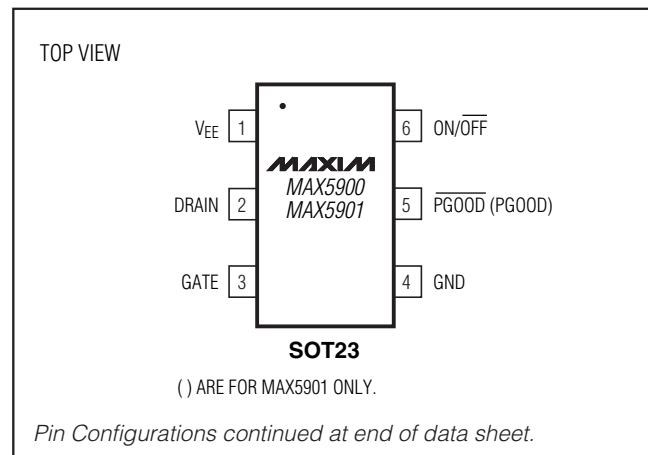 TOP VIEW
VEE 1
6 ON/OFF
MAXIM
MAX5900
MAX5901
DRAIN 2
5 PGOOD (PGOOD)
GATE 3
4 GND
SOT23
( ) ARE FOR MAX5901 ONLY.
Pin Configurations continued at end of data sheet.